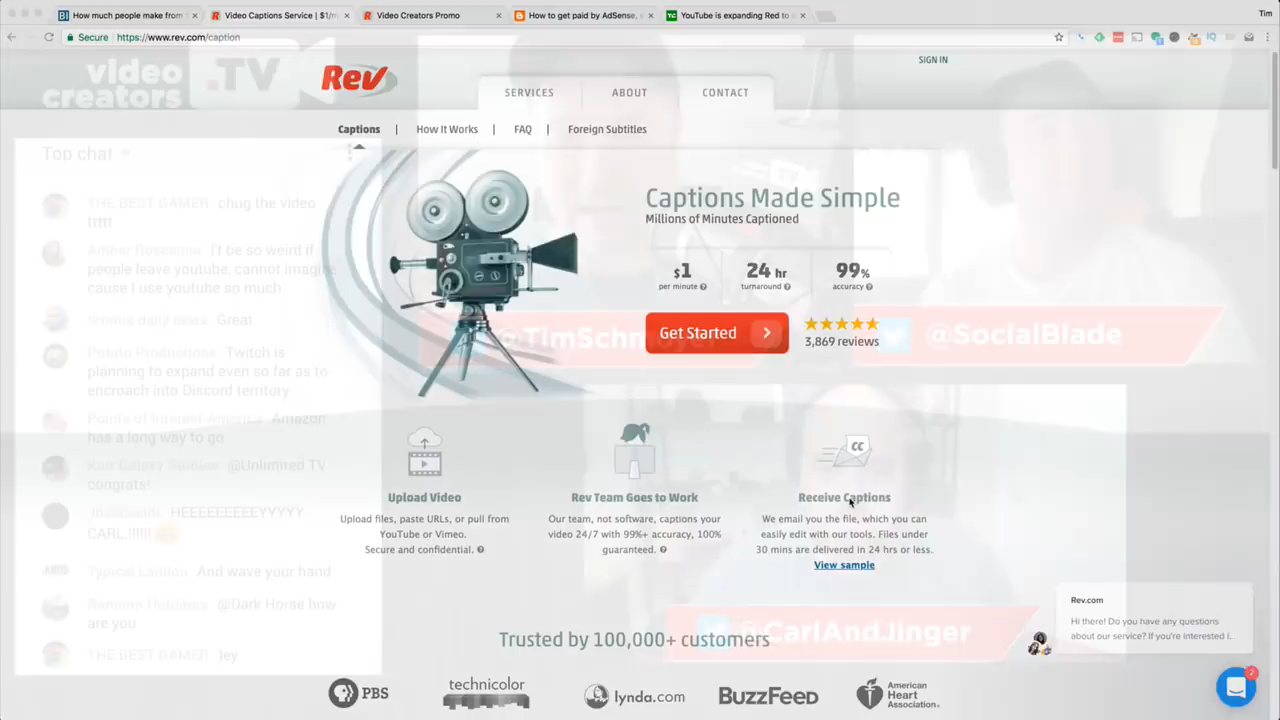 How much people make from
Video Captions Service | $1/m
Video Creators Promo
How to get paid by AdSense,
YouTube is expanding Red to a
Tim
Secure
https://www.rev.com/caption
video
creators
.TV
Rev
SERVICES
ABOUT
CONTACT
SIGN IN
Captions | How It Works | FAQ | Foreign Subtitles
Top chat
THE BEST GAMER chug the video
!!!!!
Amber Rossanna I'll be so weird if
people leave youtube, cannot imagine
cause I use youtube so much
Great
Potato Productions Twitch is
planning to expand even so far as to
encroach into Discord territory
Points of Interest America Amazon
has a long way to go
@Unlimited TV
congrats!
HEEEEEEEEYYYYY
CARL!!!!!!
Typical Lantern And wave your hand
@Dark Horse how
are you
THE BEST GAMER Jey
Captions Made Simple
Millions of Minutes Captioned
$1
per minute
24 hr
turnaround
99%
accuracy
Get Started
3,869 reviews
@SocialBlade
Upload Video
Upload files, paste URLs, or pull from
YouTube or Vimeo.
Secure and confidential.
Rev Team Goes to Work
Our team, not software, captions your
video 24/7 with 99%+ accuracy, 100%
guaranteed.
Receive Captions
We email you the file, which you can
easily edit with our tools. Files under
30 mins are delivered in 24 hrs or less.
View sample
Rev.com
Hi there! Do you have any questions
about our service? If you're interested i..
@CarlAndJinger
Trusted by 100,000+ customers
PBS
technicolor
lynda.com
BuzzFeed
American
Heart
Association®